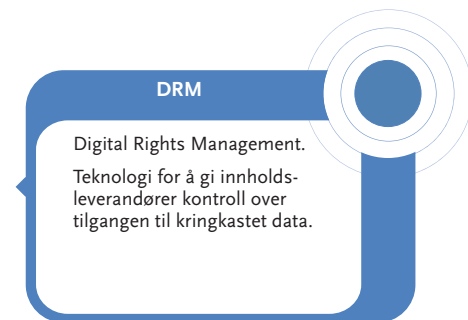 DRM
Digital Rights Management.
Teknologi for å gi innholds-
leverandører kontroll over
tilgangen til kringkastet data.